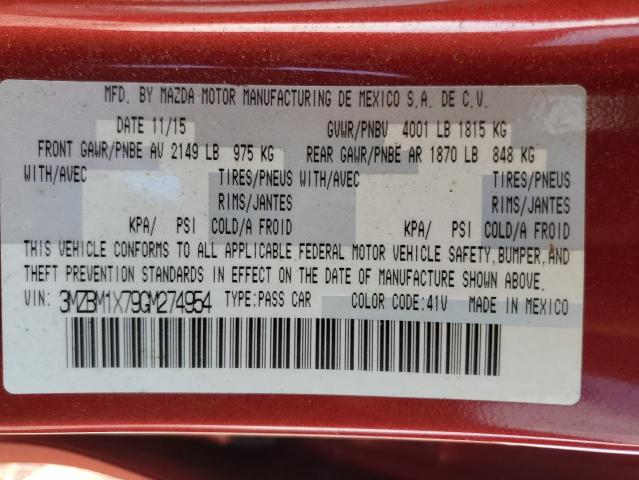 MFD. BY MAZDA MOTOR MANUFACTURING DE MEXICO S.A. DE C.V.
DATE 11/15 GVWR/PNBV 4001 LB 1815 KG
FRONT GAWR/PNBE AV 2149 LB 975 KG REAR GAWR/PNBE AR 1870 LB 848 KG
WITH/AVEC TIRES/PNEUS WITH/AVEC TIRES/PNEUS
RIMS/JANTES RIMS/JANTES
KPA/ PSI COLD/A FROID KPA/ PSI COLD/A FROID
THIS VEHICLE CONFORMS TO ALL APPLICABLE FEDERAL MOTOR VEHICLE SAFETY, BUMPER, AND
THEFT PREVENTION STANDARDS IN EFFECT ON THE DATE OF MANUFACTURE SHOWN ABOVE.
VIN: 3MZBM1X79GM274954 TYPE:PASS CAR COLOR CODE:41V MADE IN MEXICO